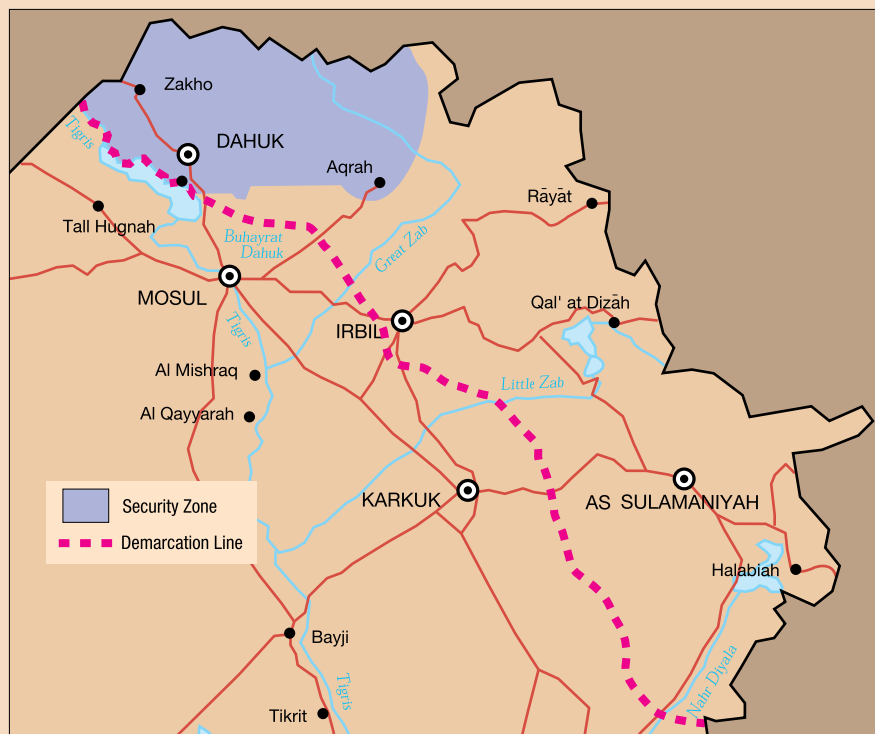 Zakho
Tigris
DAHUK
Aqrah
Rāyāt
Tall Hugnah
Buhayrat
Dahuk
Great Zab
MOSUL
Qal' at Dizāh
Tigris
IRBIL
Al Mishraq
Little Zab
Al Qayyarah
KARKUK
AS SULAMANIYAH
Security Zone
Demarcation Line
Halabiah
Bayji
Nahr Diyala
Tigris
Tikrit